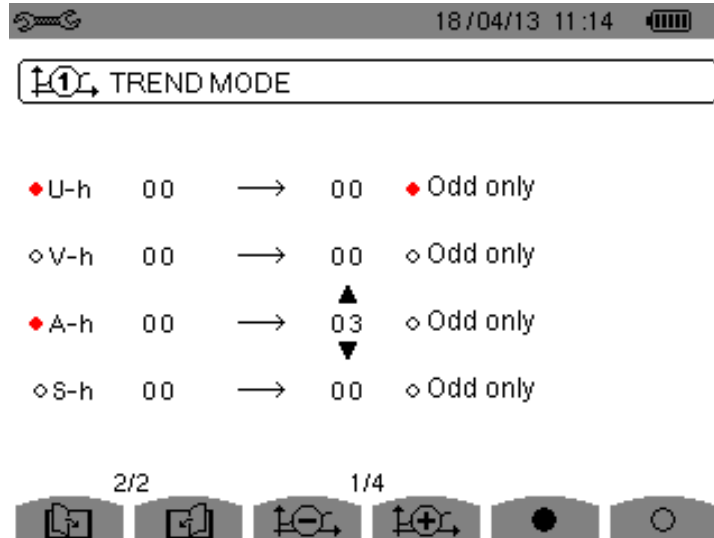 18/04/13 11:14
1 TREND MODE
U-h 00 → 00 Odd only
V-h 00 → 00 Odd only
A-h 00 → 03 Odd only
S-h 00 → 00 Odd only
2/2 1/4